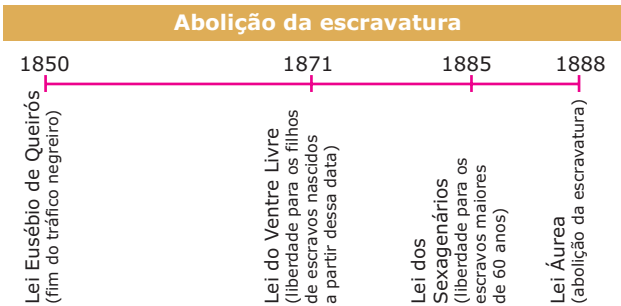 Abolição da escravatura
1850
1871
1885
1888
Lei Eusébio de Queirós
(fim do tráfico negreiro)
Lei do Ventre Livre
(liberdade para os filhos
de escravos nascidos
a partir dessa data)
Lei dos
Sexagenários
(liberdade para os
escravos maiores
de 60 anos)
Lei Áurea
(abolição da escravatura)